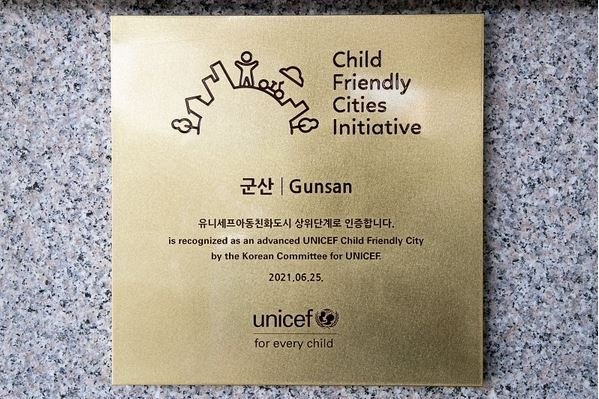 Child
Friendly
Cities
Initiative
군산 | Gunsan
유니세프아동친화도시 상위단계로 인증합니다.
is recognized as an advanced UNICEF Child Friendly City
by the Korean Committee for UNICEF.
2021.06.25.
unicef
for every child